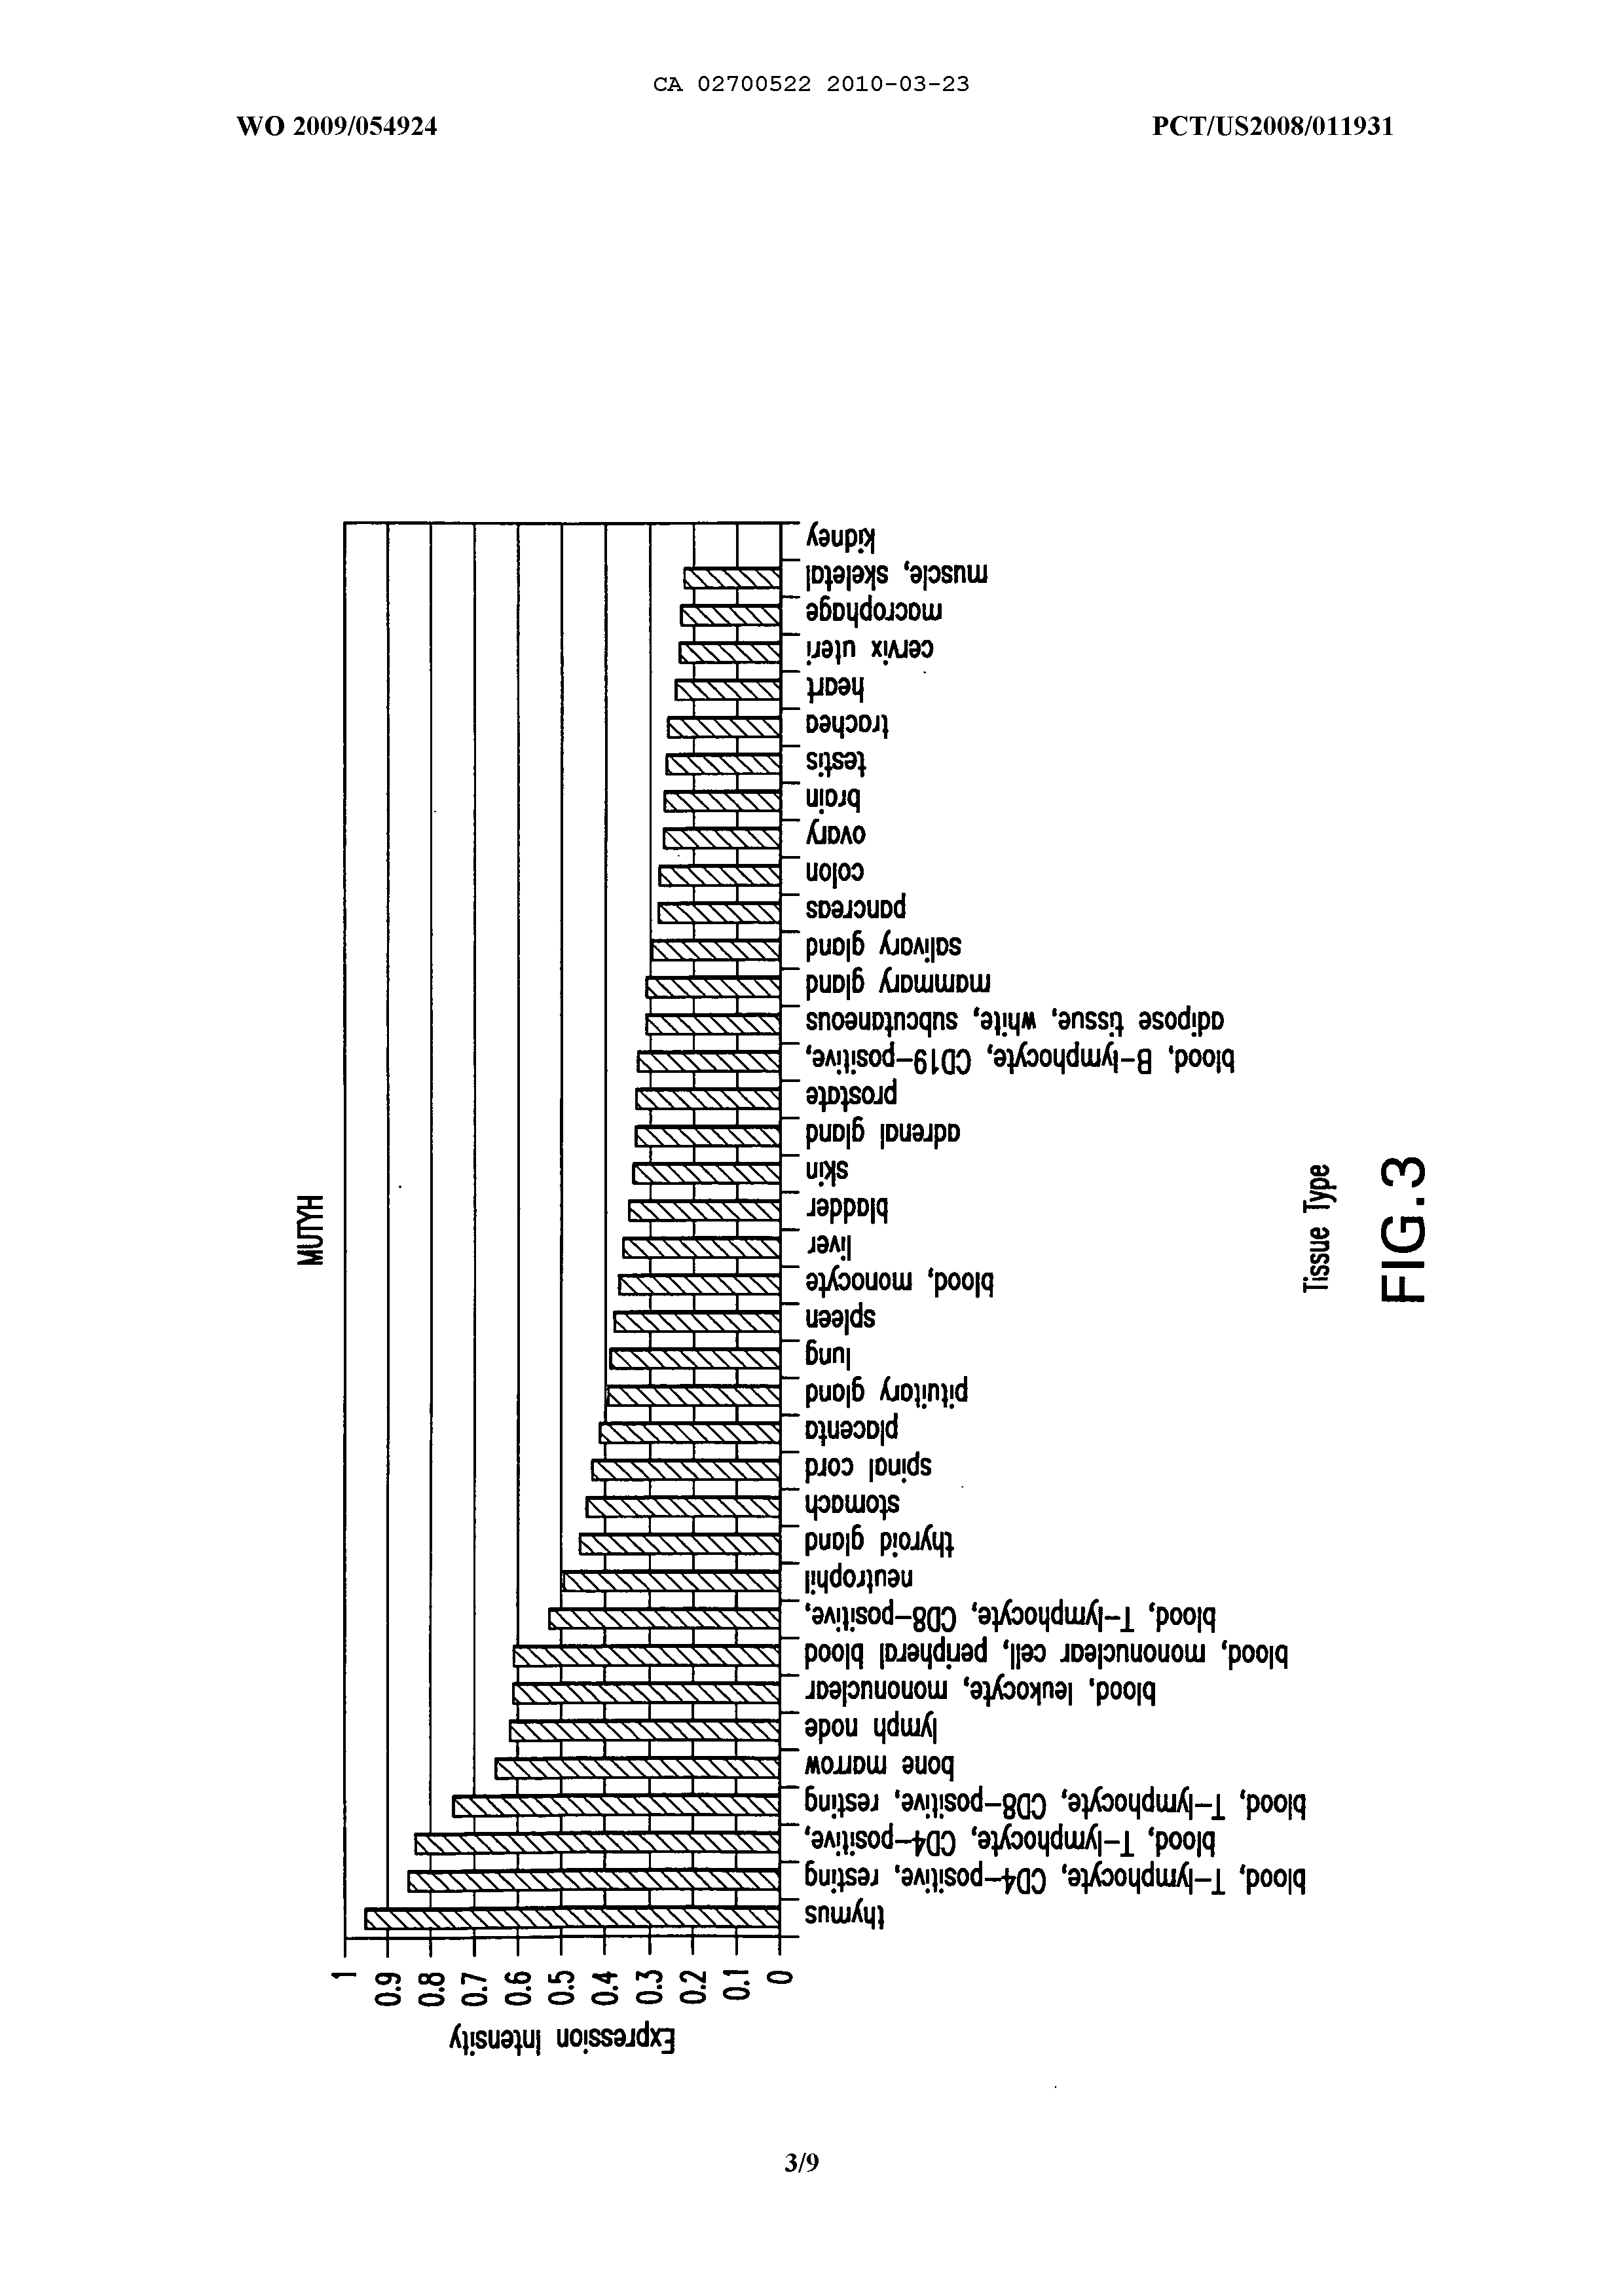 CA 02700522 2010-03-23
WO 2009/054924
PCT/US2008/011931
MUTYH
Expression Intensity
1
0.9
0.8
0.7
0.6
0.5
0.4
0.3
0.2
0.1
0
thymus
blood, T-lymphocyte, CD4-positive, resting
blood, T-lymphocyte, CD4-positive,
blood, T-lymphocyte, CD8-positive, resting
bone marrow
lymph node
blood, leukocyte, mononuclear
blood, mononuclear cell, peripheral blood
blood, T-lymphocyte, CD8-positive,
neutrophil
thyroid gland
stomach
spinal cord
placenta
pituitory gland
lung
spleen
blood, monocyte
liver
bladder
skin
adrenal gland
prostate
blood, B-lymphocyte, CD19-positive,
adipose tissue, white, subcutaneous
mammary gland
salivary gland
pancreas
colon
ovary
brain
testis
trachea
heart
cervix uteri
macrophage
muscle, skeletal
kidney
Tissue Type
FIG.3
3/9